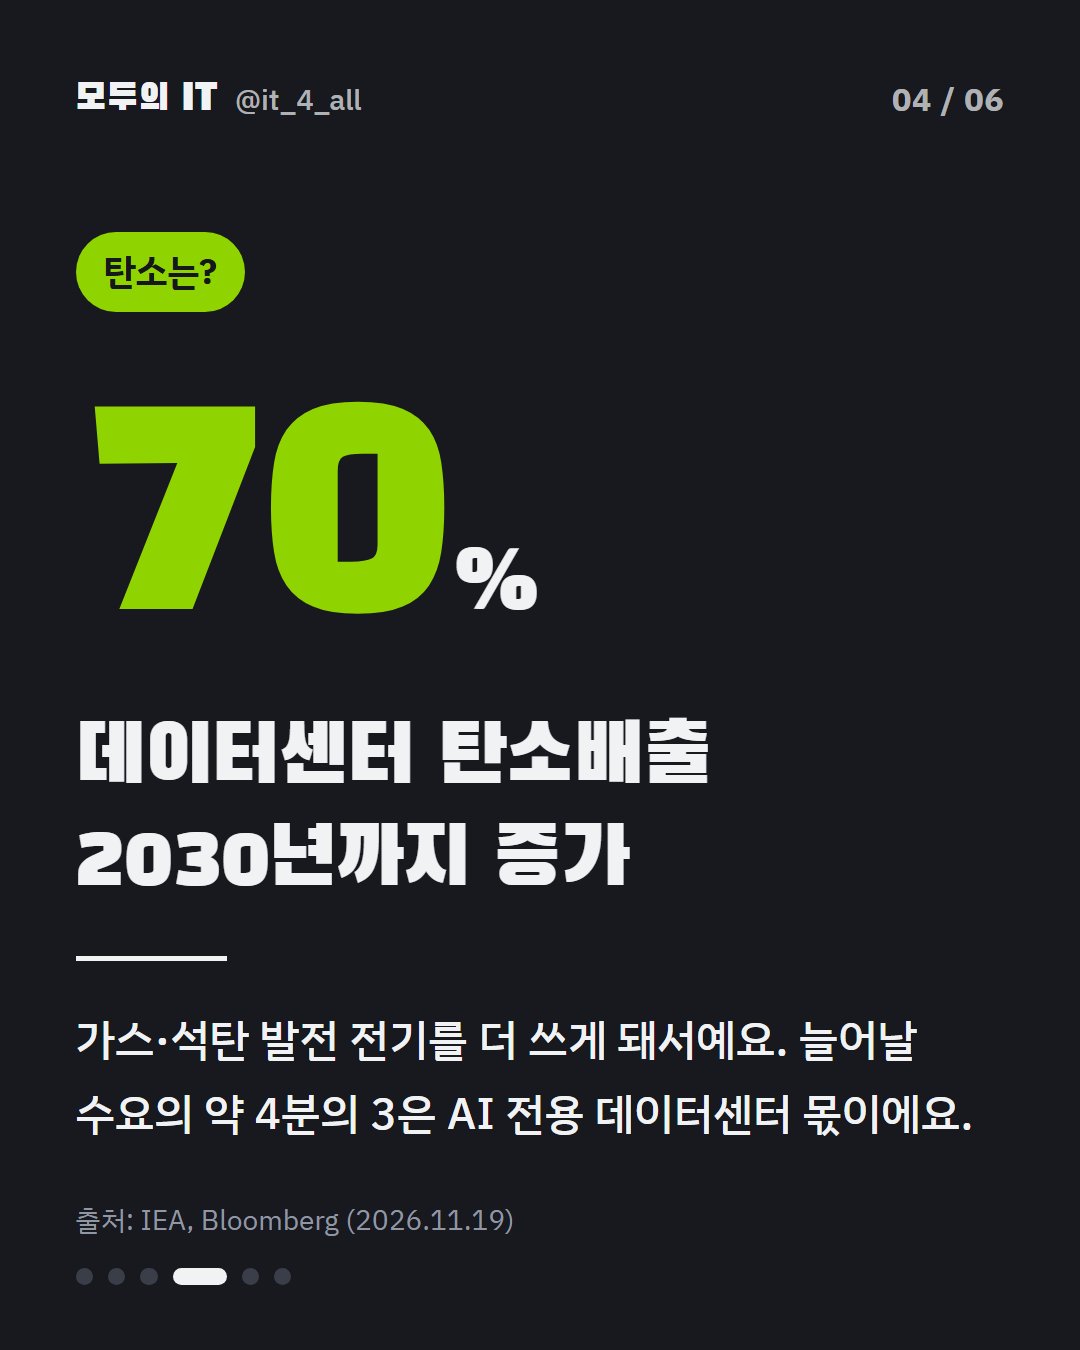 모두의 IT @it_4_all
04 / 06
탄소는?
70%
데이터센터 탄소배출
2030년까지 증가
가스·석탄 발전 전기를 더 쓰게 돼서예요. 늘어날
수요의 약 4분의 3은 AI 전용 데이터센터 몫이에요.
출처: IEA, Bloomberg (2026.11.19)